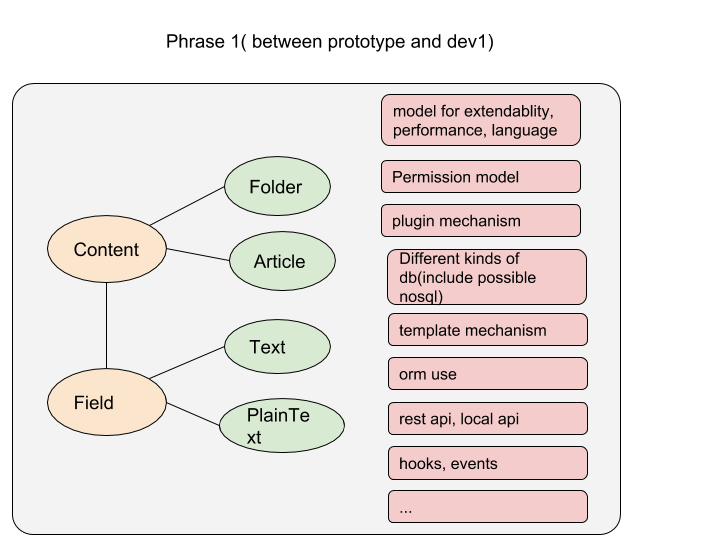 Phrase 1( between prototype and dev1)
Content
Field
Folder
Article
Text
PlainTe
xt
model for extendablity,
performance, language
Permission model
plugin mechanism
Different kinds of
db(include possible
nosql)
template mechanism
orm use
rest api, local api
hooks, events
...